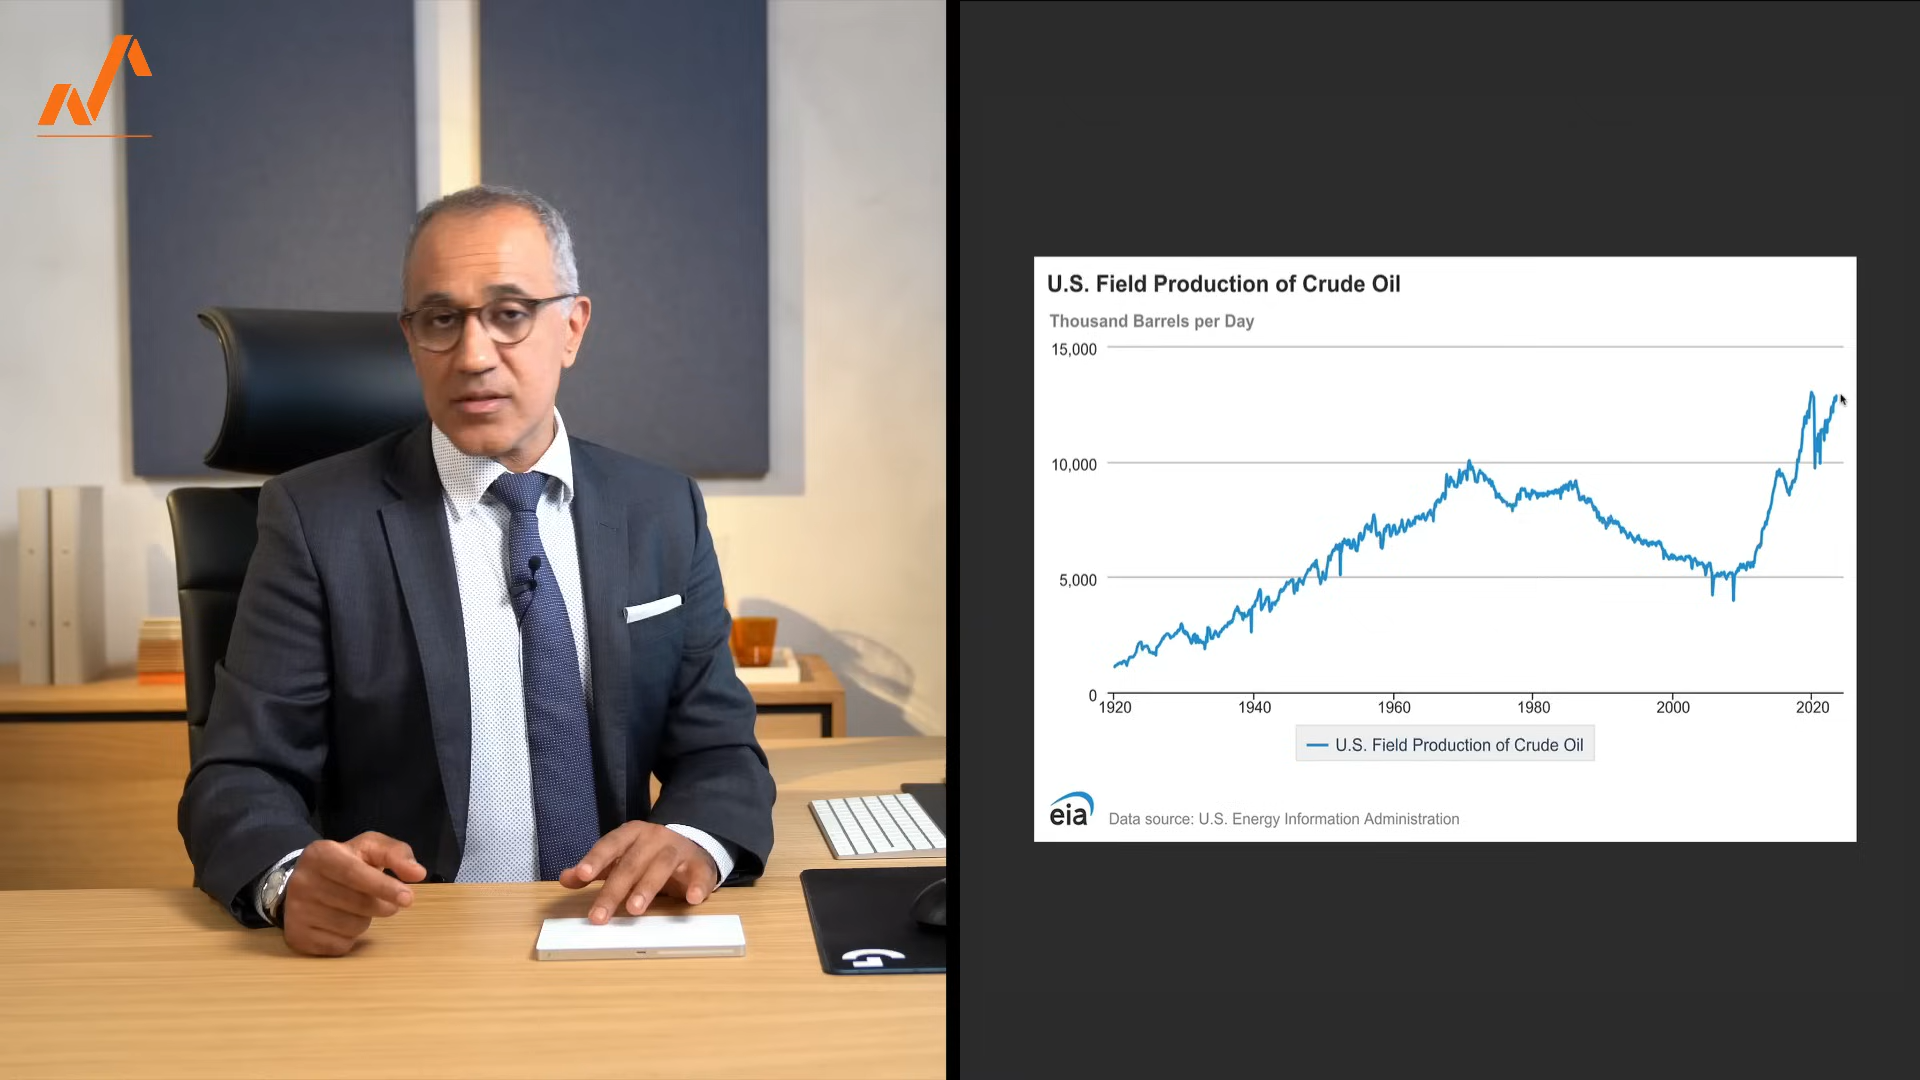 U.S. Field Production of Crude Oil
Thousand Barrels per Day
15,000
10,000
5,000
0
1920 1940 1960 1980 2000 2020
U.S. Field Production of Crude Oil
eia Data source: U.S. Energy Information Administration